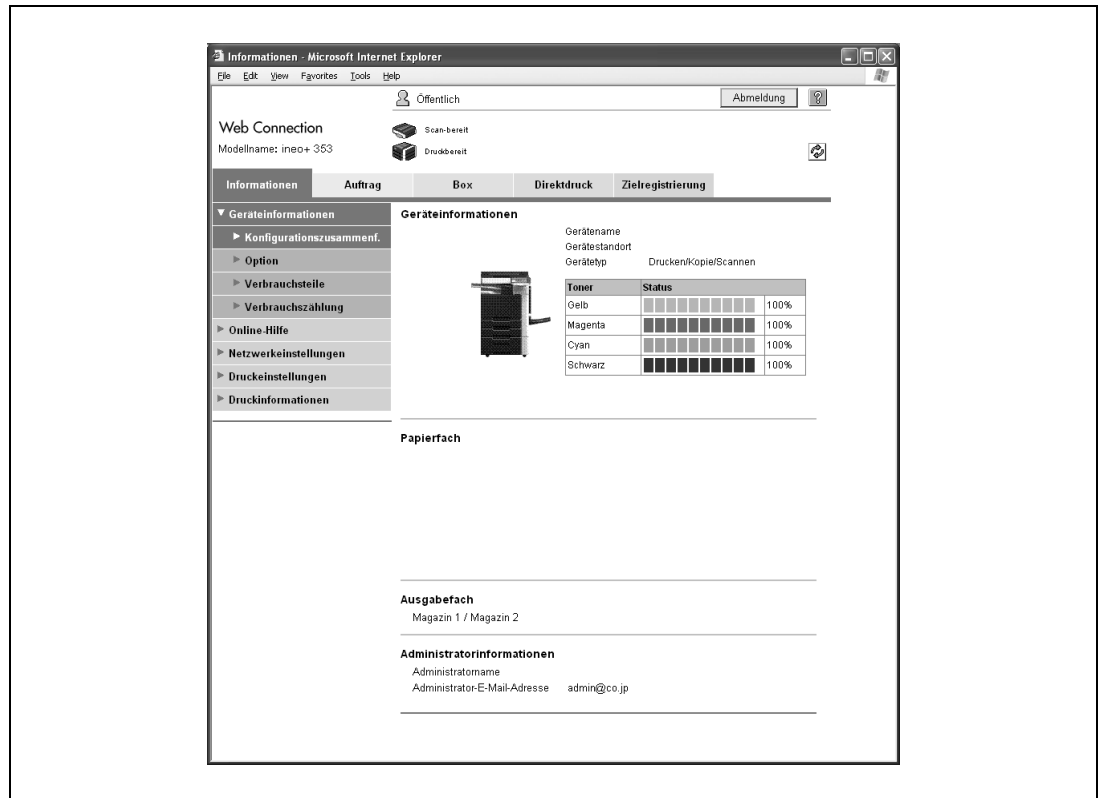 Informationen - Microsoft Internet Explorer
File Edit View Favorites Tools Help
Öffentlich Abmeldung ?
Web Connection
Scan-bereit
Modellname: ineo+ 353
Druckbereit
Informationen Auftrag Box Direktdruck Zielregistrierung
Geräteinformationen
Konfigurationszusammenf.
Option
Verbrauchsteile
Verbrauchszählung
Online-Hilfe
Netzwerkeinstellungen
Druckeinstellungen
Druckinformationen
Geräteinformationen
Gerätename
Gerätestandort
Gerätetyp Drucken/Kopie/Scannen
Toner Status
Gelb 100%
Magenta 100%
Cyan 100%
Schwarz 100%
Papierfach
Ausgabefach
Magazin 1 / Magazin 2
Administratorinformationen
Administratorname
Administrator-E-Mail-Adresse admin@co.jp